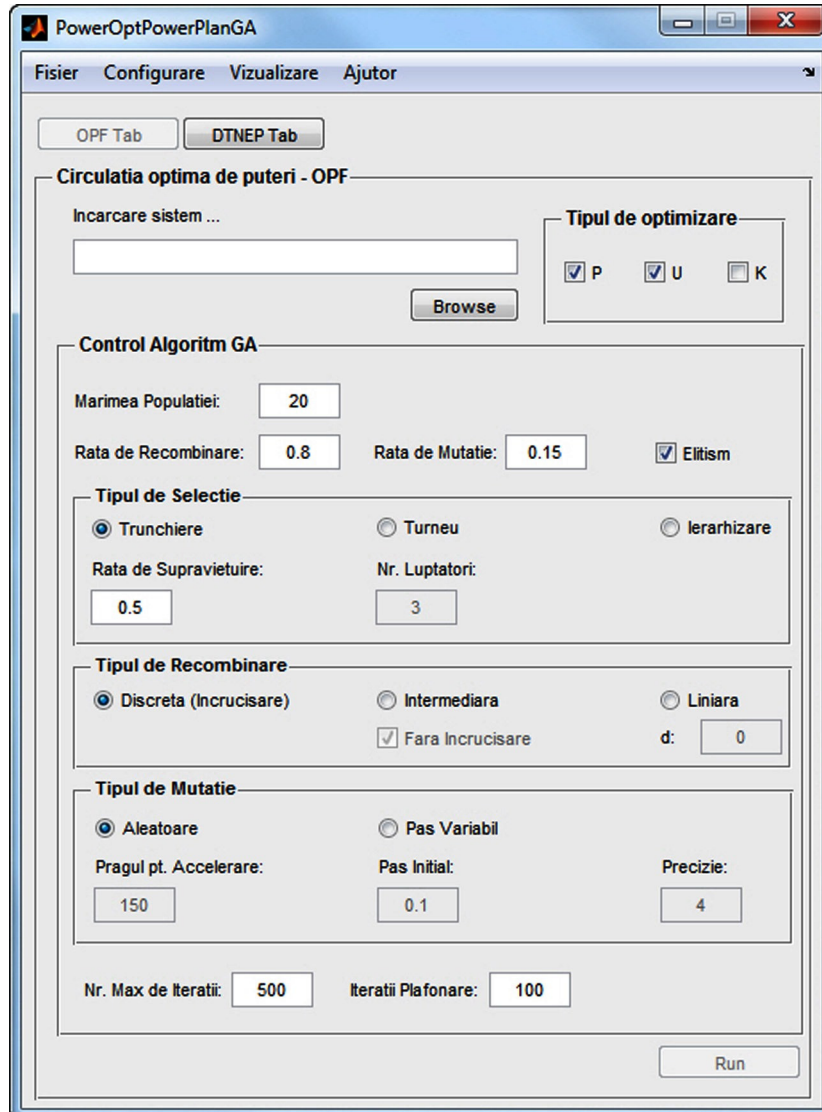 PowerOptPowerPlanGA
Fisier Configurare Vizualizare Ajutor
OPF Tab DTNEP Tab
Circulatia optima de puteri - OPF
Incarcare sistem ...
Tipul de optimizare
P U K
Browse
Control Algoritm GA
Marimea Populatiei: 20
Rata de Recombinare: 0.8 Rata de Mutatie: 0.15 Elitism
Tipul de Selectie
Trunchiere Turneu Ierarhizare
Rata de Supravietuire: Nr. Luptatori:
0.5 3
Tipul de Recombinare
Discreta (Incrucisare) Intermediara Liniara
Fara Incrucisare d: 0
Tipul de Mutatie
Aleatoare Pas Variabil
Pragul pt. Accelerare: Pas Initial: Precizie:
150 0.1 4
Nr. Max de Iteratii: 500 Iteratii Plafonare: 100
Run